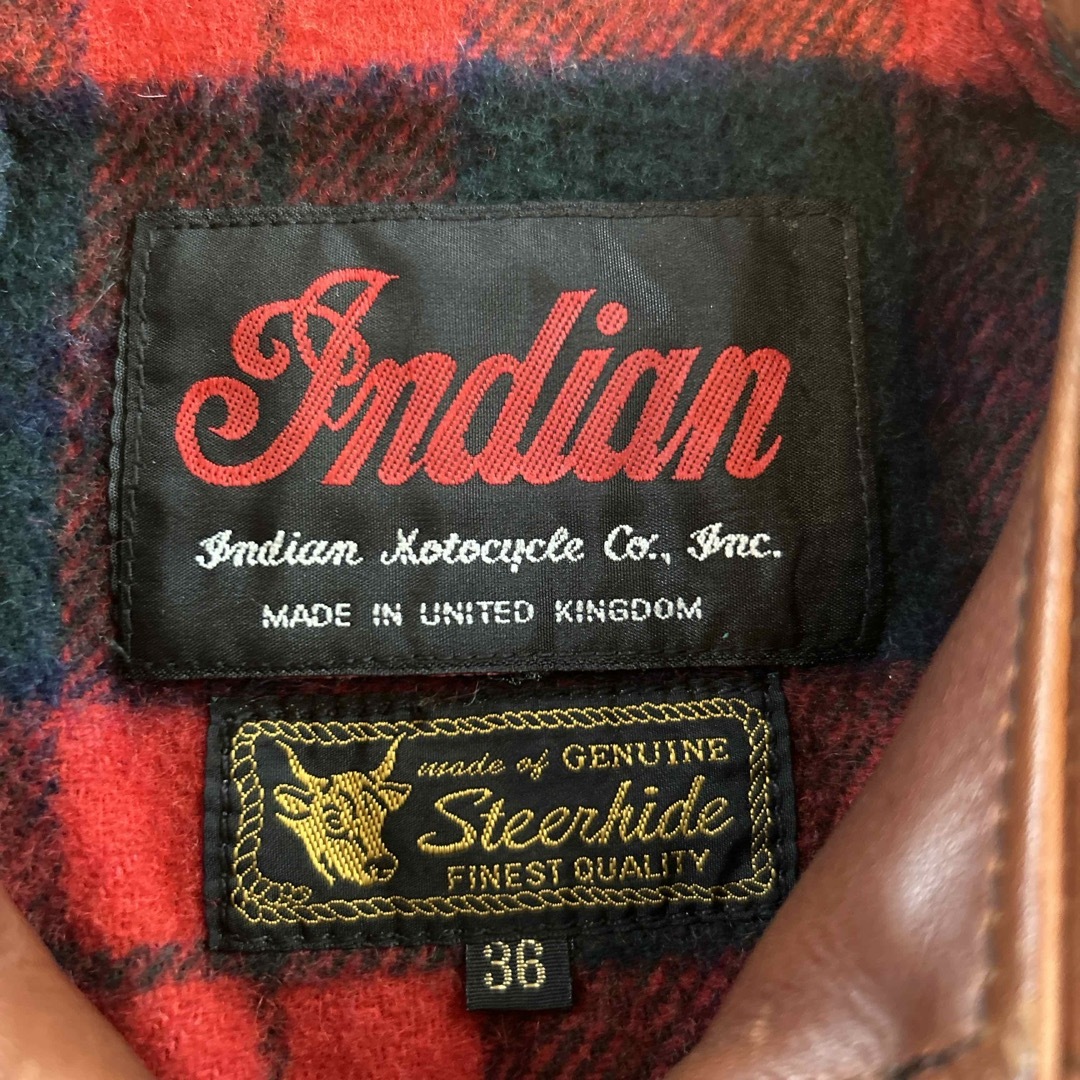 Indian
Indian Motocycle Co., Inc.
MADE IN UNITED KINGDOM
made of GENUINE
Steerhide
FINEST QUALITY
36